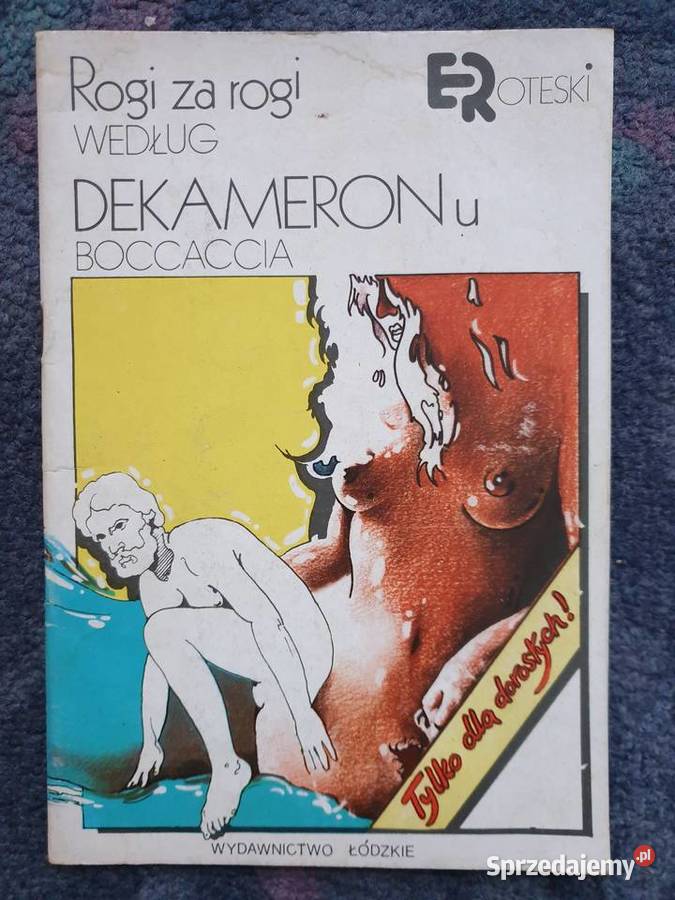 Rogi za rogi
WEDŁUG
DEKAMERONu
BOCCACCIA
EROTESKI
Tylko dla dorosłych!
WYDAWNICTWO ŁÓDZKIE
Sprzedajemy.pl